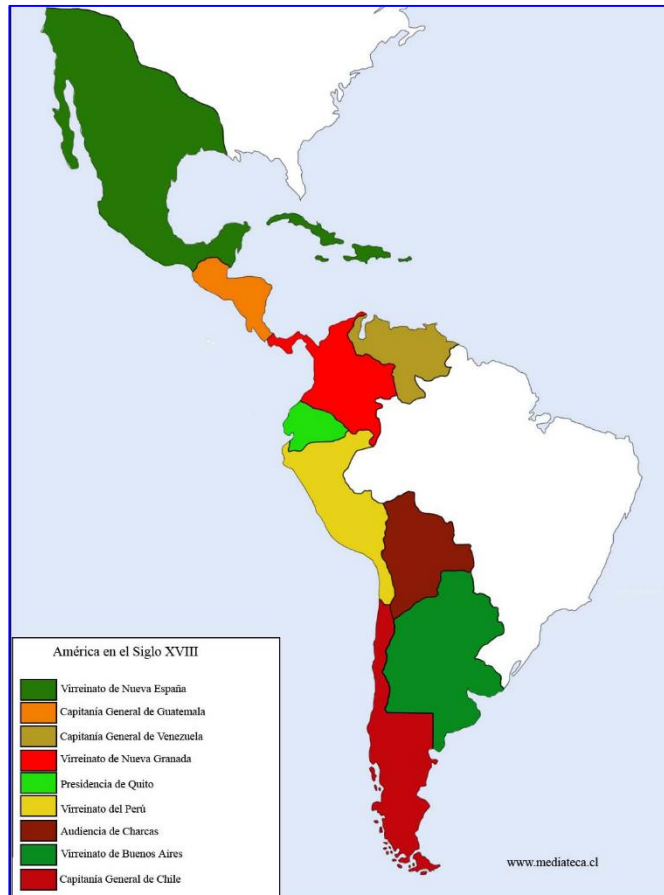 América en el Siglo XVIII
Virreinato de Nueva España
Capitanía General de Guatemala
Capitanía General de Venezuela
Virreinato de Nueva Granada
Presidencia de Quito
Virreinato del Perú
Audiencia de Charcas
Virreinato de Buenos Aires
Capitanía General de Chile
www.mediateca.cl